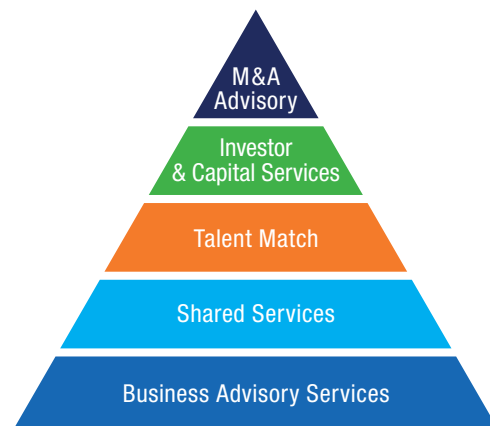 M&A
Advisory
Investor
& Capital Services
Talent Match
Shared Services
Business Advisory Services